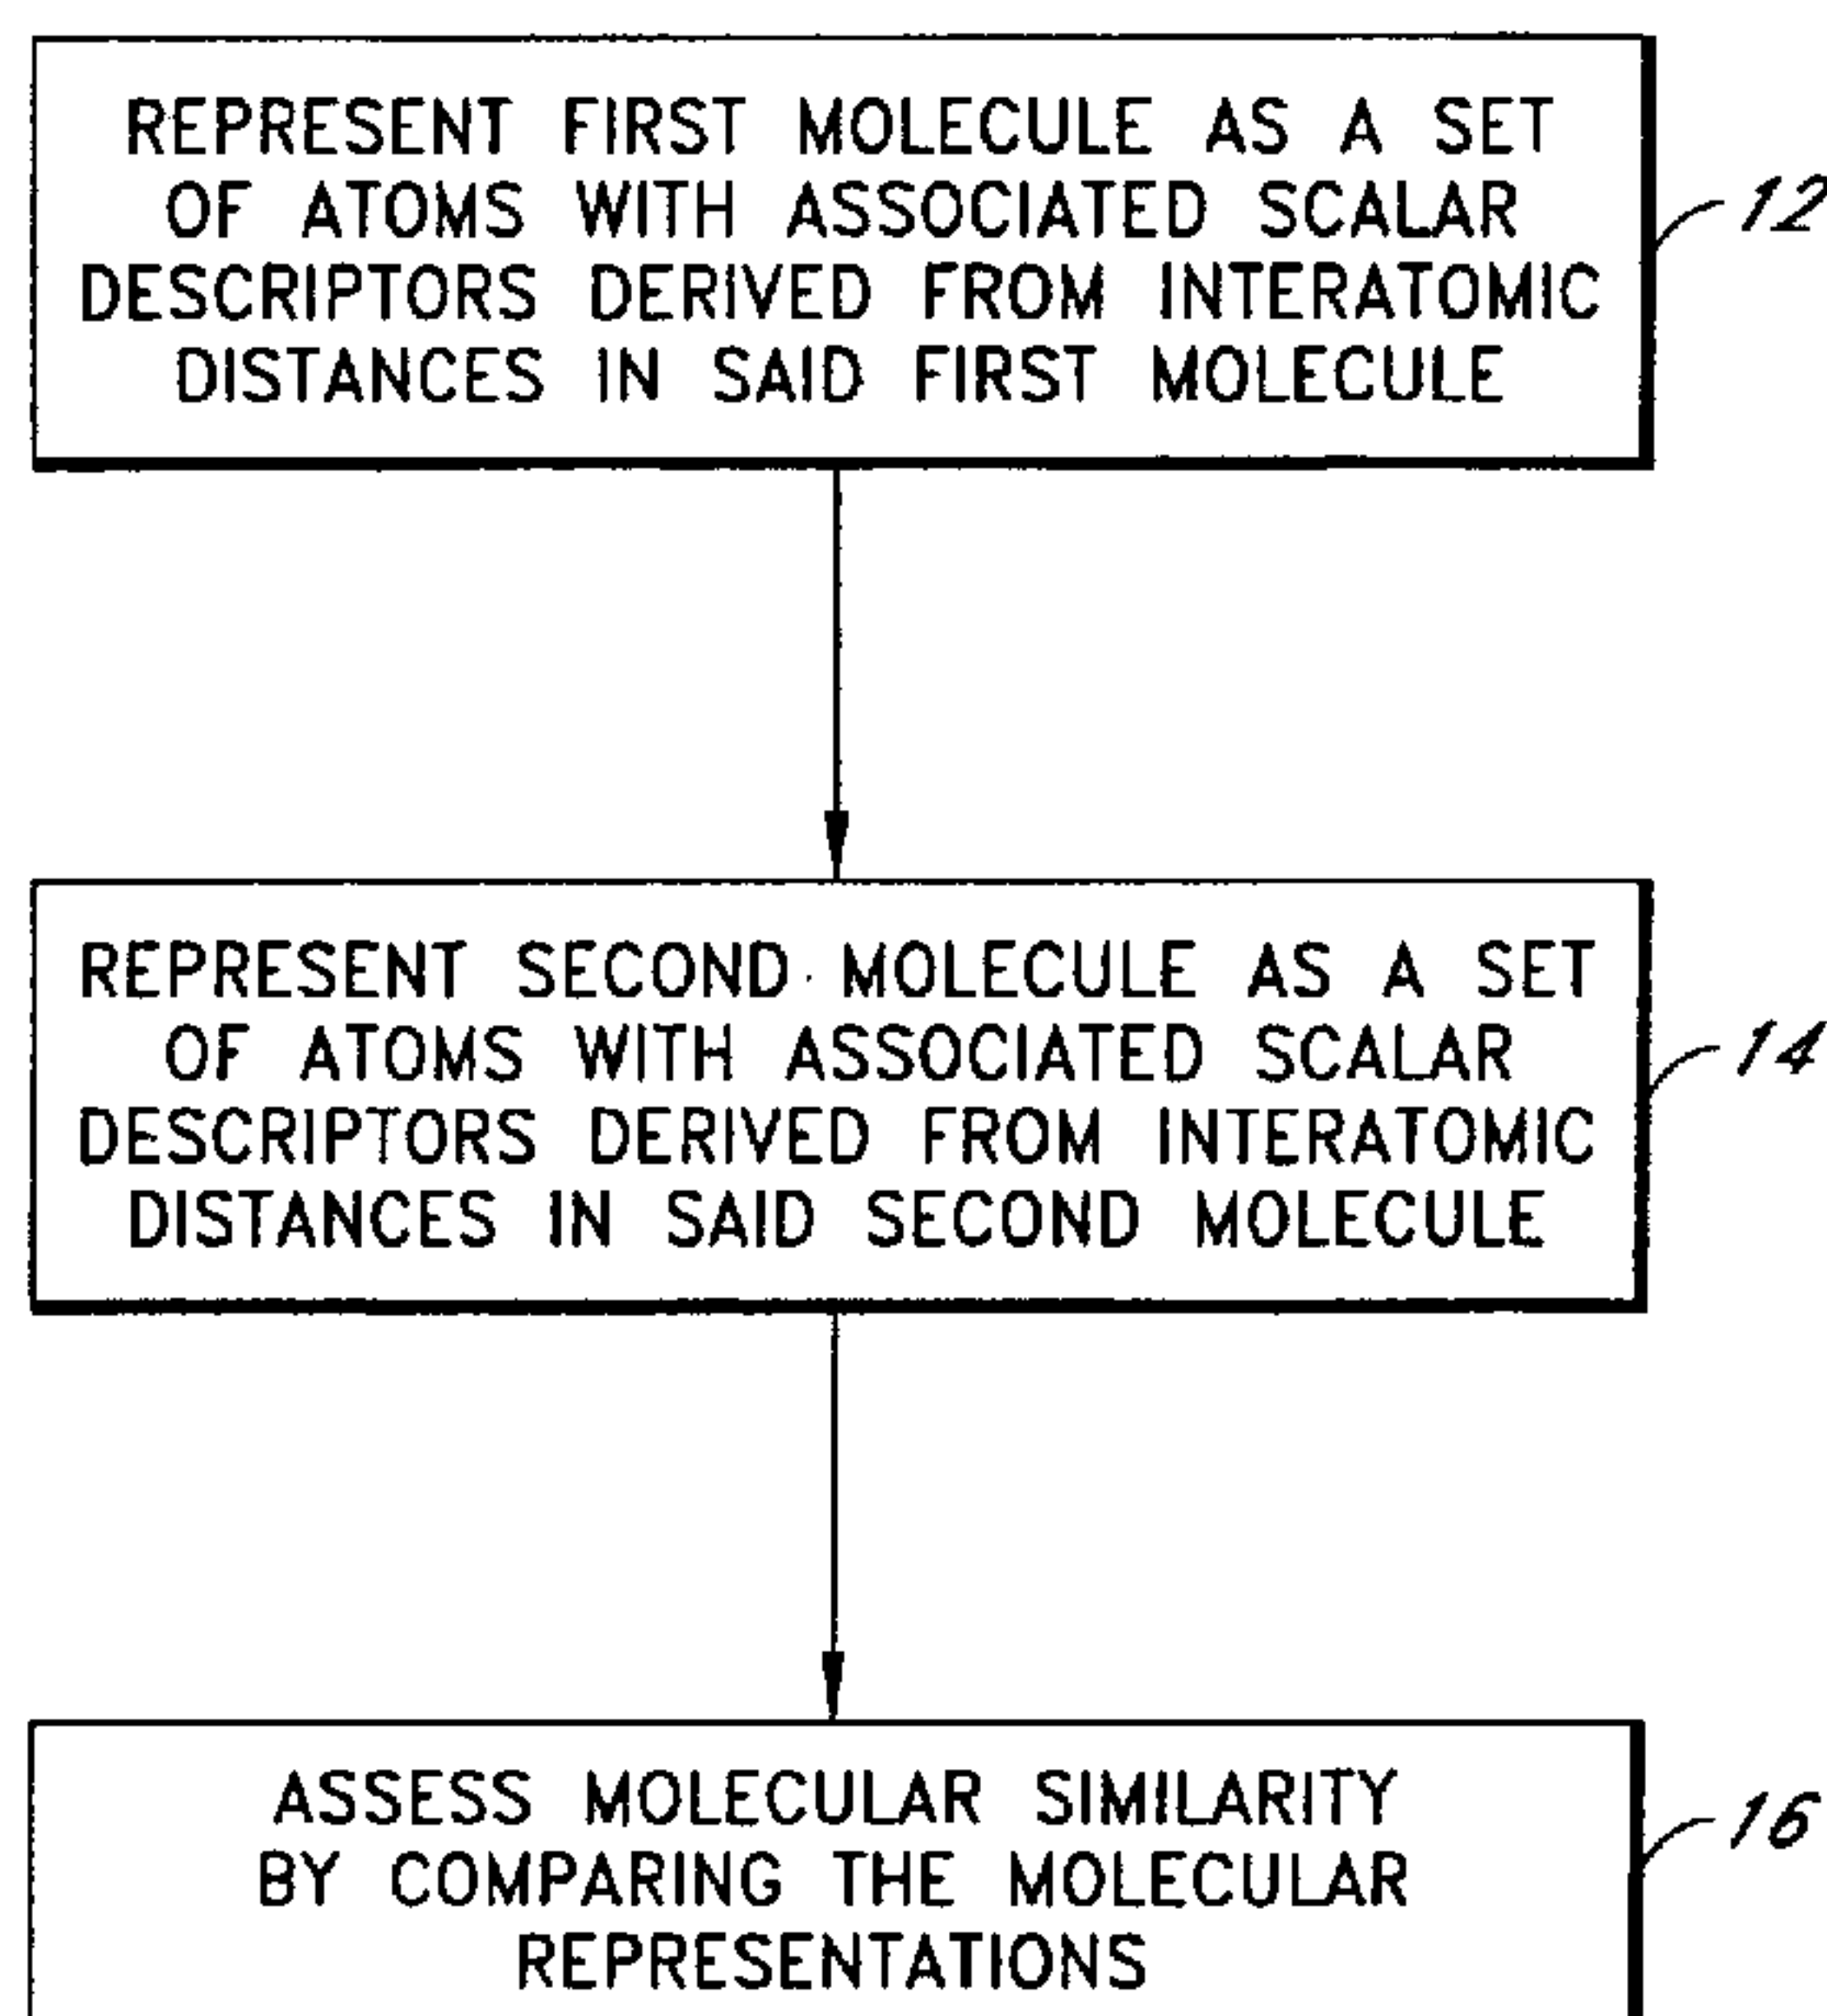 REPRESENT FIRST MOLECULE AS A SET
OF ATOMS WITH ASSOCIATED SCALAR
DESCRIPTORS DERIVED FROM INTERATOMIC
DISTANCES IN SAID FIRST MOLECULE
12
REPRESENT SECOND MOLECULE AS A SET
OF ATOMS WITH ASSOCIATED SCALAR
DESCRIPTORS DERIVED FROM INTERATOMIC
DISTANCES IN SAID SECOND MOLECULE
14
ASSESS MOLECULAR SIMILARITY
BY COMPARING THE MOLECULAR
REPRESENTATIONS
16